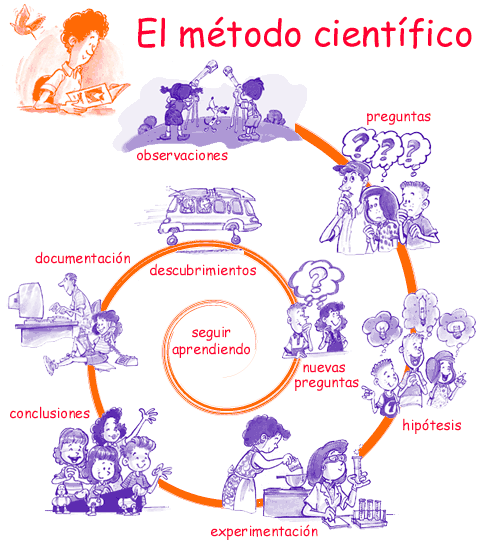 El método científico
observaciones
preguntas
hipótesis
experimentación
conclusiones
documentación
descubrimientos
nuevas
preguntas
seguir
aprendiendo